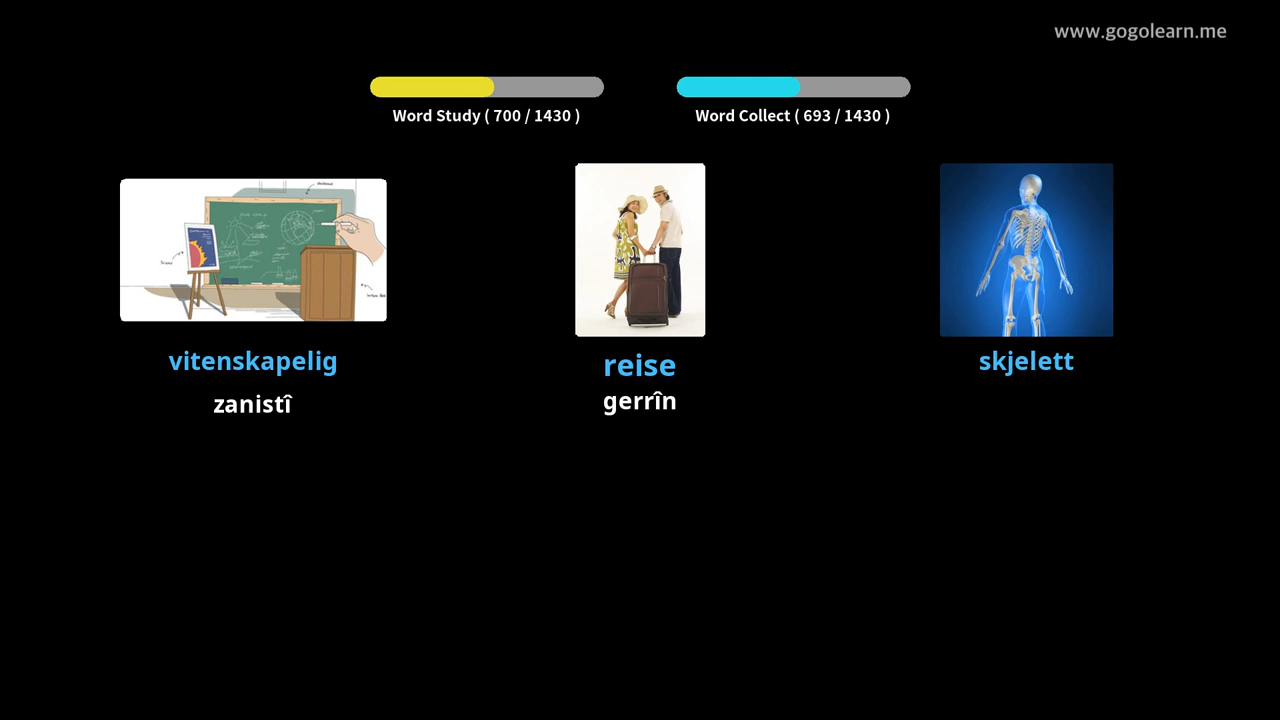 www.gogolearn.me
Word Study ( 700 / 1430 )
Word Collect ( 693 / 1430 )
vitenskapelig
reise
skjelett
zanistî
gerrîn